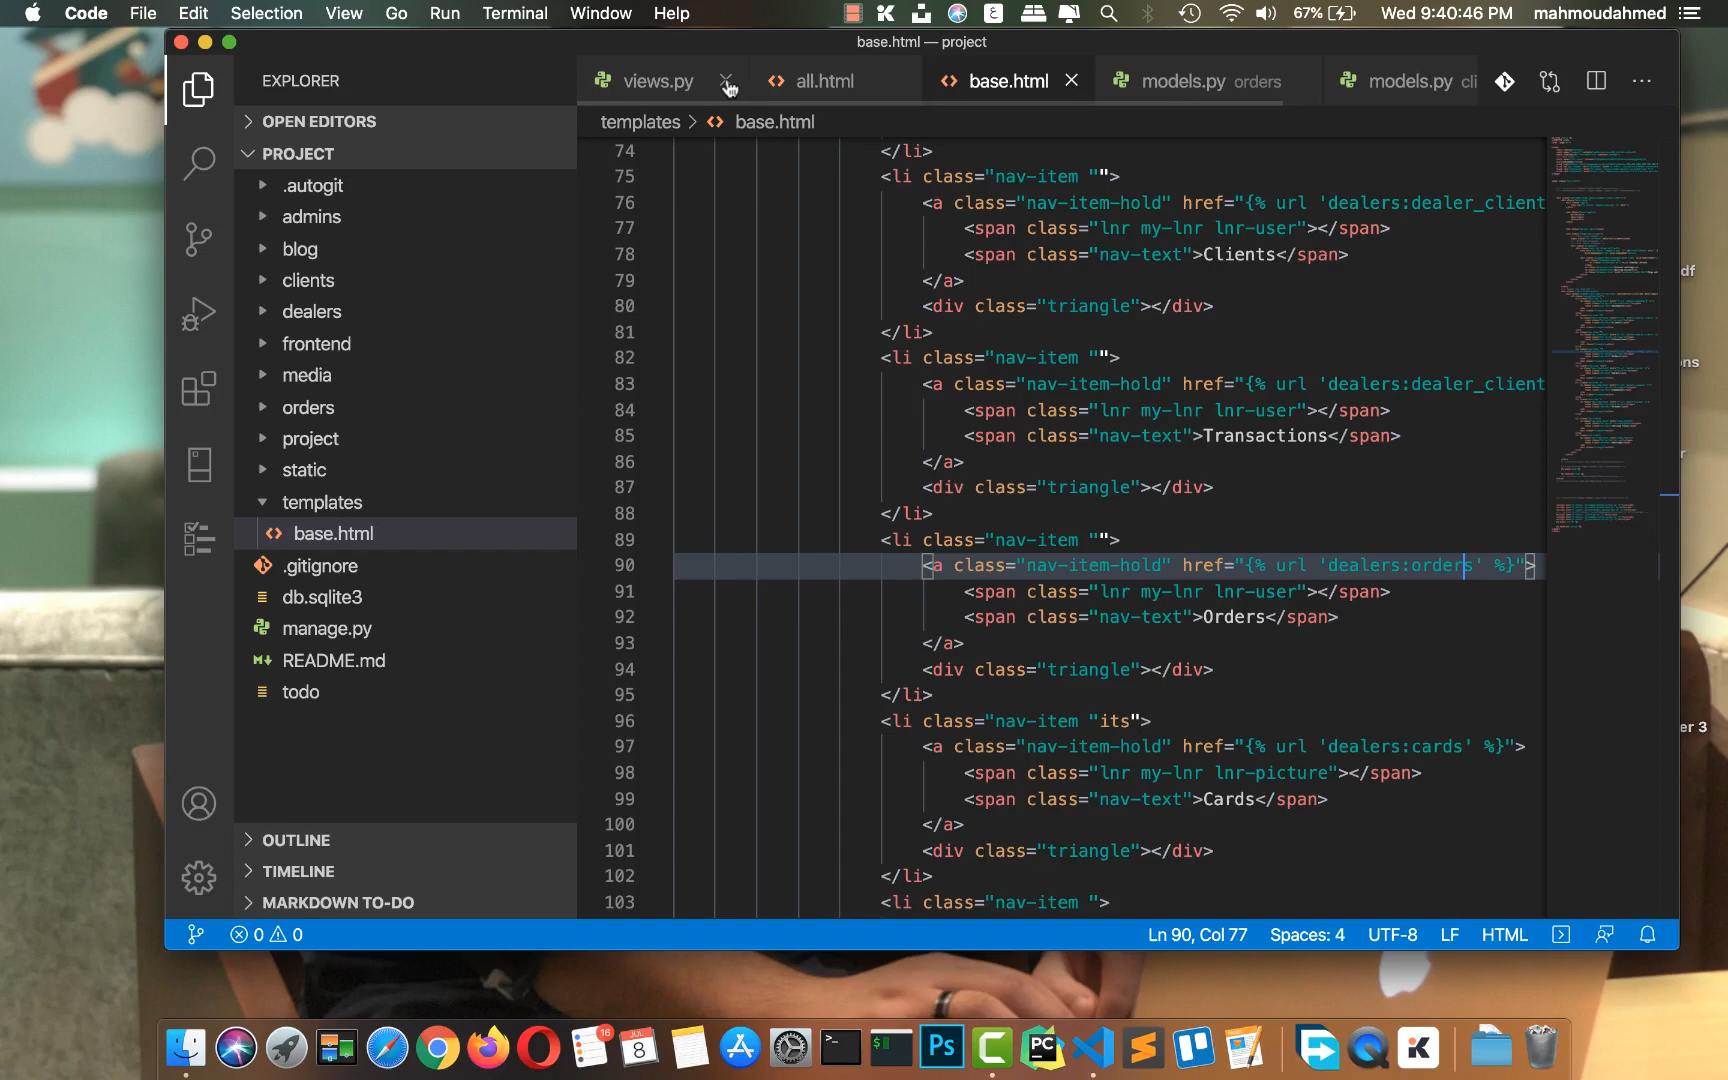 Code File Edit Selection View Go Run Terminal Window Help 67% Wed 9:40:46 PM mahmoudahmed
base.html — project
EXPLORER
views.py all.html base.html models.py orders models.py cli
OPEN EDITORS
templates > base.html
PROJECT
.autogit
admins
blog
clients
dealers
frontend
media
orders
project
static
templates
base.html
.gitignore
db.sqlite3
manage.py
README.md
todo
OUTLINE
TIMELINE
MARKDOWN TO-DO
74 </li>
75 <li class="nav-item "">
76 <a class="nav-item-hold" href="{% url 'dealers:dealer_client
77 <span class="lnr my-lnr lnr-user"></span>
78 <span class="nav-text">Clients</span>
79 </a>
80 <div class="triangle"></div>
81 </li>
82 <li class="nav-item "">
83 <a class="nav-item-hold" href="{% url 'dealers:dealer_client
84 <span class="lnr my-lnr lnr-user"></span>
85 <span class="nav-text">Transactions</span>
86 </a>
87 <div class="triangle"></div>
88 </li>
89 <li class="nav-item "">
90 <a class="nav-item-hold" href="{% url 'dealers:orders' %}">
91 <span class="lnr my-lnr lnr-user"></span>
92 <span class="nav-text">Orders</span>
93 </a>
94 <div class="triangle"></div>
95 </li>
96 <li class="nav-item "its">
97 <a class="nav-item-hold" href="{% url 'dealers:cards' %}">
98 <span class="lnr my-lnr lnr-picture"></span>
99 <span class="nav-text">Cards</span>
100 </a>
101 <div class="triangle"></div>
102 </li>
103 <li class="nav-item ">
0 0
Ln 90, Col 77 Spaces: 4 UTF-8 LF HTML
df
ons
r
er 3
16
JUL
8
Ps
C
PC
K